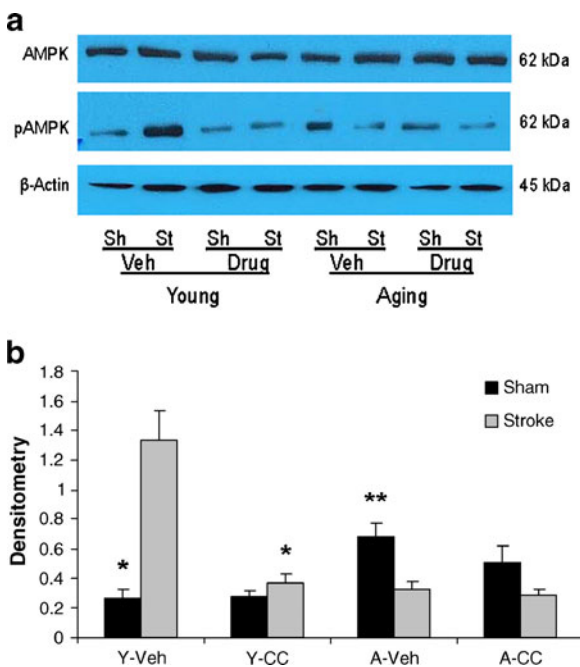 a
AMPK 62 kDa
pAMPK 62 kDa
β-Actin 45 kDa
Sh St Sh St Sh St Sh St
Veh Drug Veh Drug
Young Aging
b
Densitometry
1.8
1.6
1.4
1.2
1
0.8
0.6
0.4
0.2
0
Sham
Stroke
*
*
**
Y-Veh Y-CC A-Veh A-CC